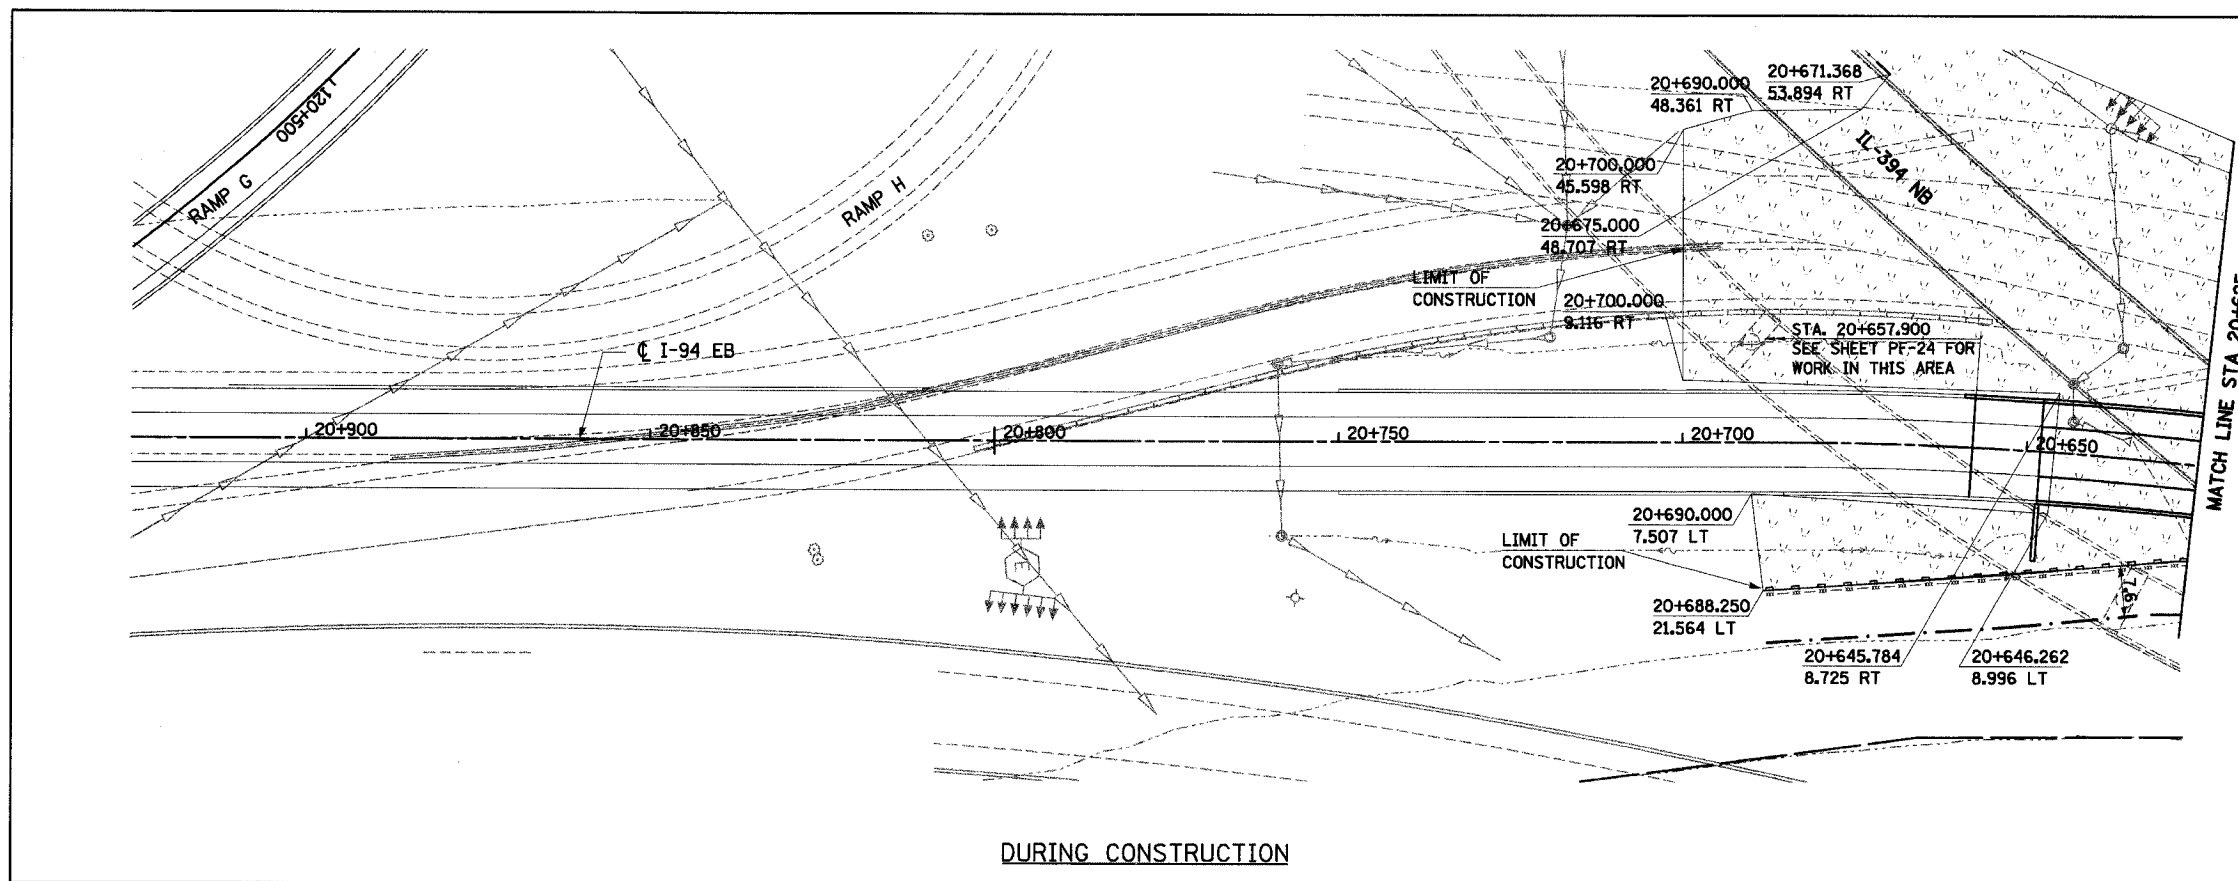 20+690.000
48.361 RT
20+671.368
53.894 RT
120+500
RAMP G
RAMP H
IL-394 NB
20+700.000
45.598 RT
20+675.000
48.707 RT
LIMIT OF
CONSTRUCTION
20+700.000
9.116 RT
STA. 20+657.900
SEE SHEET PF-24 FOR
WORK IN THIS AREA
℄ I-94 EB
20+900
20+850
20+800
20+750
20+700
20+650
MATCH LINE STA
20+690.000
7.507 LT
LIMIT OF
CONSTRUCTION
E
7.6
20+688.250
21.564 LT
20+645.784
8.725 RT
20+646.262
8.996 LT
DURING CONSTRUCTION